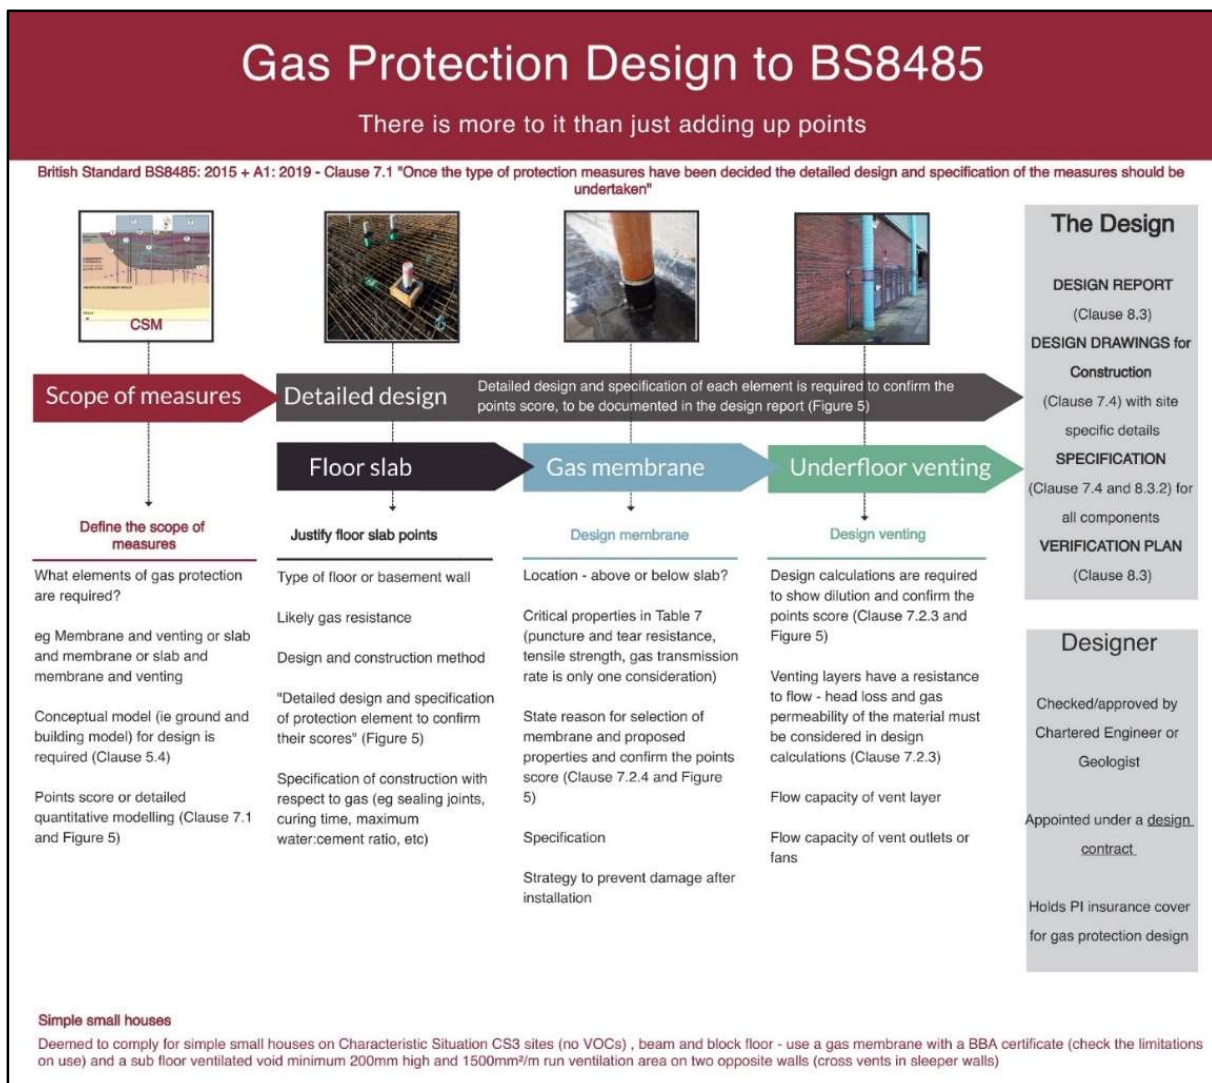 Gas Protection Design to BS8485
There is more to it than just adding up points
British Standard BS8485: 2015 + A1: 2019 - Clause 7.1 "Once the type of protection measures have been decided the detailed design and specification of the measures should be
undertaken"
CSM
Scope of measures
Detailed design
Detailed design and specification of each element is required to confirm the
points score, to be documented in the design report (Figure 5)
Floor slab
Gas membrane
Underfloor venting
Define the scope of
measures
What elements of gas protection
are required?
eg Membrane and venting or slab
and membrane or slab and
membrane and venting
Conceptual model (ie ground and
building model) for design is
required (Clause 5.4)
Points score or detailed
quantitative modelling (Clause 7.1
and Figure 5)
Justify floor slab points
Type of floor or basement wall
Likely gas resistance
Design and construction method
"Detailed design and specification
of protection element to confirm
their scores" (Figure 5)
Specification of construction with
respect to gas (eg sealing joints,
curing time, maximum
water:cement ratio, etc)
Design membrane
Location - above or below slab?
Critical properties in Table 7
(puncture and tear resistance,
tensile strength, gas transmission
rate is only one consideration)
State reason for selection of
membrane and proposed
properties and confirm the points
score (Clause 7.2.4 and Figure
5)
Specification
Strategy to prevent damage after
installation
Design venting
Design calculations are required
to show dilution and confirm the
points score (Clause 7.2.3 and
Figure 5)
Venting layers have a resistance
to flow - head loss and gas
permeability of the material must
be considered in design
calculations (Clause 7.2.3)
Flow capacity of vent layer
Flow capacity of vent outlets or
fans
The Design
DESIGN REPORT
(Clause 8.3)
DESIGN DRAWINGS for
Construction
(Clause 7.4) with site
specific details
SPECIFICATION
(Clause 7.4 and 8.3.2) for
all components
VERIFICATION PLAN
(Clause 8.3)
Designer
Checked/approved by
Chartered Engineer or
Geologist
Appointed under a design
contract
Holds PI insurance cover
for gas protection design
Simple small houses
Deemed to comply for simple small houses on Characteristic Situation CS3 sites (no VOCs) , beam and block floor - use a gas membrane with a BBA certificate (check the limitations
on use) and a sub floor ventilated void minimum 200mm high and 1500mm²/m run ventilation area on two opposite walls (cross vents in sleeper walls)